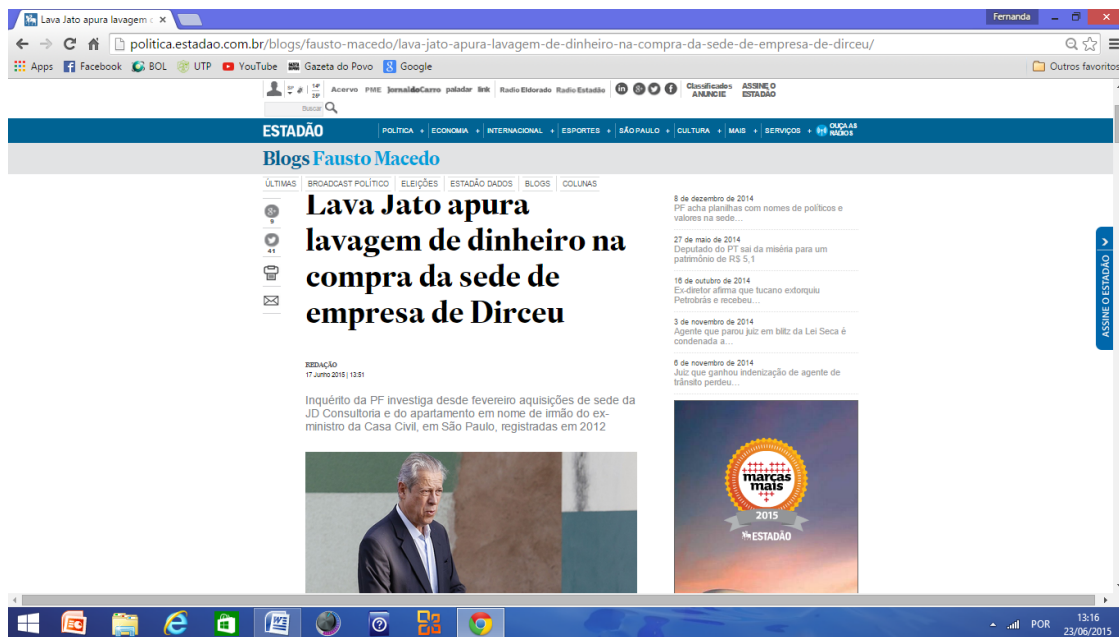 Lava Jato apura lavagem d
Fernanda
politica.estadao.com.br/blogs/fausto-macedo/lava-jato-apura-lavagem-de-dinheiro-na-compra-da-sede-de-empresa-de-dirceu/
Apps Facebook BOL UTP YouTube Gazeta do Povo Google Outros favoritos
Acervo PME JornaldoCarro paladar link Radio Eldorado Radio Estadão Classificados ANUNCIE ASSINE O ESTADÃO
Buscar
ESTADÃO POLÍTICA + ECONOMIA + INTERNACIONAL + ESPORTES + SÃO PAULO + CULTURA + MAIS + SERVIÇOS + OUÇA AS RÁDIOS
Blogs Fausto Macedo
ÚLTIMAS BROADCAST POLÍTICO ELEIÇÕES ESTADÃO DADOS BLOGS COLUNAS
9
41
Lava Jato apura
lavagem de dinheiro na
compra da sede de
empresa de Dirceu
REDAÇÃO
17 Junho 2015 | 13:51
Inquérito da PF investiga desde fevereiro aquisições de sede da
JD Consultoria e do apartamento em nome de irmão do ex-
ministro da Casa Civil, em São Paulo, registradas em 2012
8 de dezembro de 2014
PF acha planilhas com nomes de políticos e
valores na sede...
27 de maio de 2014
Deputado do PT sai da miséria para um
patrimônio de R$ 5,1
16 de outubro de 2014
Ex-diretor afirma que tucano extorquiu
Petrobrás e recebeu...
3 de novembro de 2014
Agente que parou juiz em blitz da Lei Seca é
condenada a...
6 de novembro de 2014
Juiz que ganhou indenização de agente de
trânsito perdeu...
marcas
mais
2015
ESTADÃO
ASSINE O ESTADÃO
POR
13:16
23/06/2015